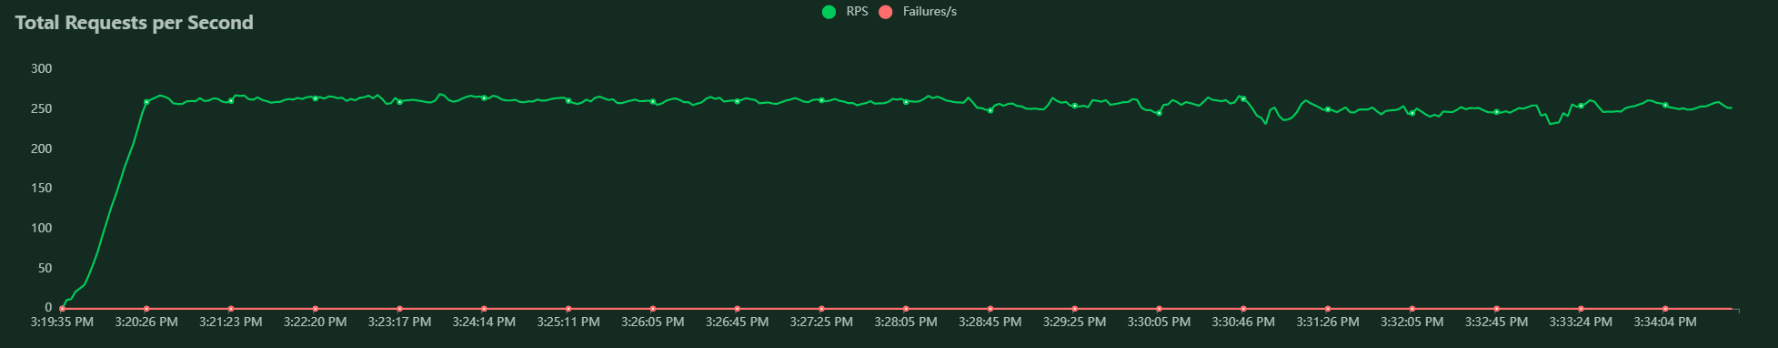 Total Requests per Second
RPS Failures/s
300
250
200
150
100
50
0
3:19:35 PM 3:20:26 PM 3:21:23 PM 3:22:20 PM 3:23:17 PM 3:24:14 PM 3:25:11 PM 3:26:05 PM 3:26:45 PM 3:27:25 PM 3:28:05 PM 3:28:45 PM 3:29:25 PM 3:30:05 PM 3:30:46 PM 3:31:26 PM 3:32:05 PM 3:32:45 PM 3:33:24 PM 3:34:04 PM